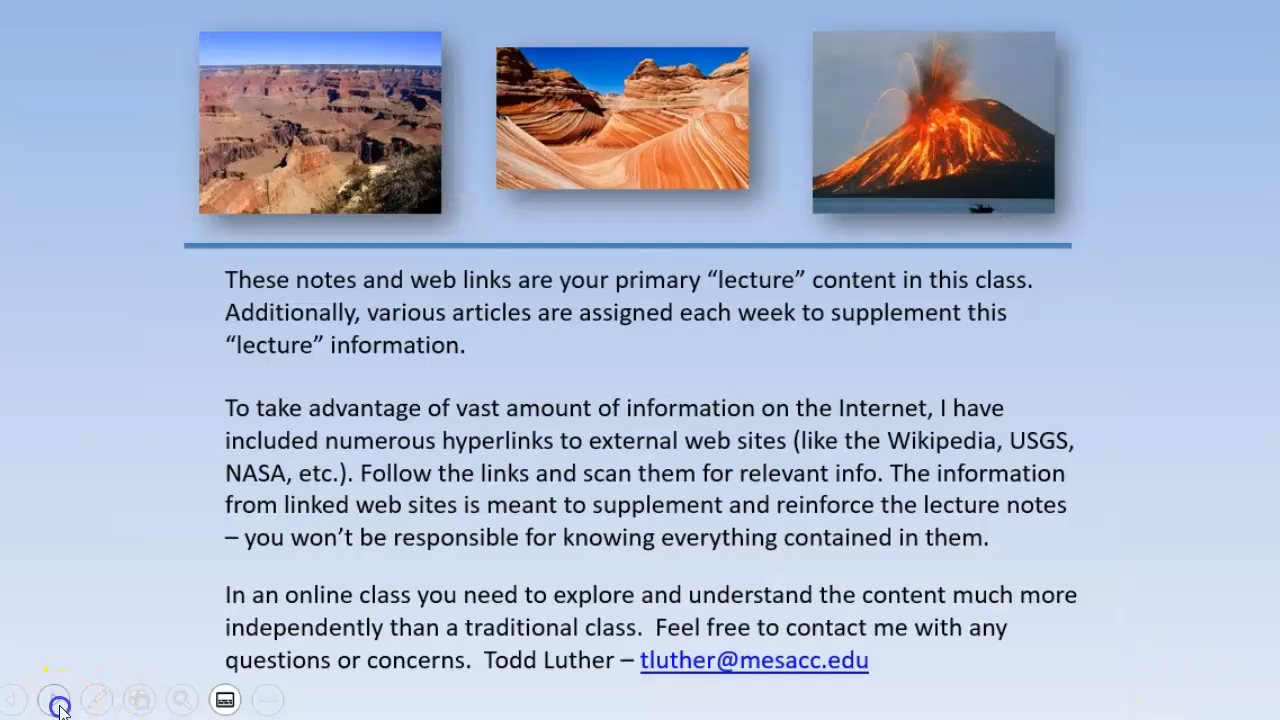 These notes and web links are your primary “lecture” content in this class.
Additionally, various articles are assigned each week to supplement this
“lecture” information.
To take advantage of vast amount of information on the Internet, I have
included numerous hyperlinks to external web sites (like the Wikipedia, USGS,
NASA, etc.). Follow the links and scan them for relevant info. The information
from linked web sites is meant to supplement and reinforce the lecture notes
– you won’t be responsible for knowing everything contained in them.
In an online class you need to explore and understand the content much more
independently than a traditional class.  Feel free to contact me with any
questions or concerns.  Todd Luther – tluther@mesacc.edu